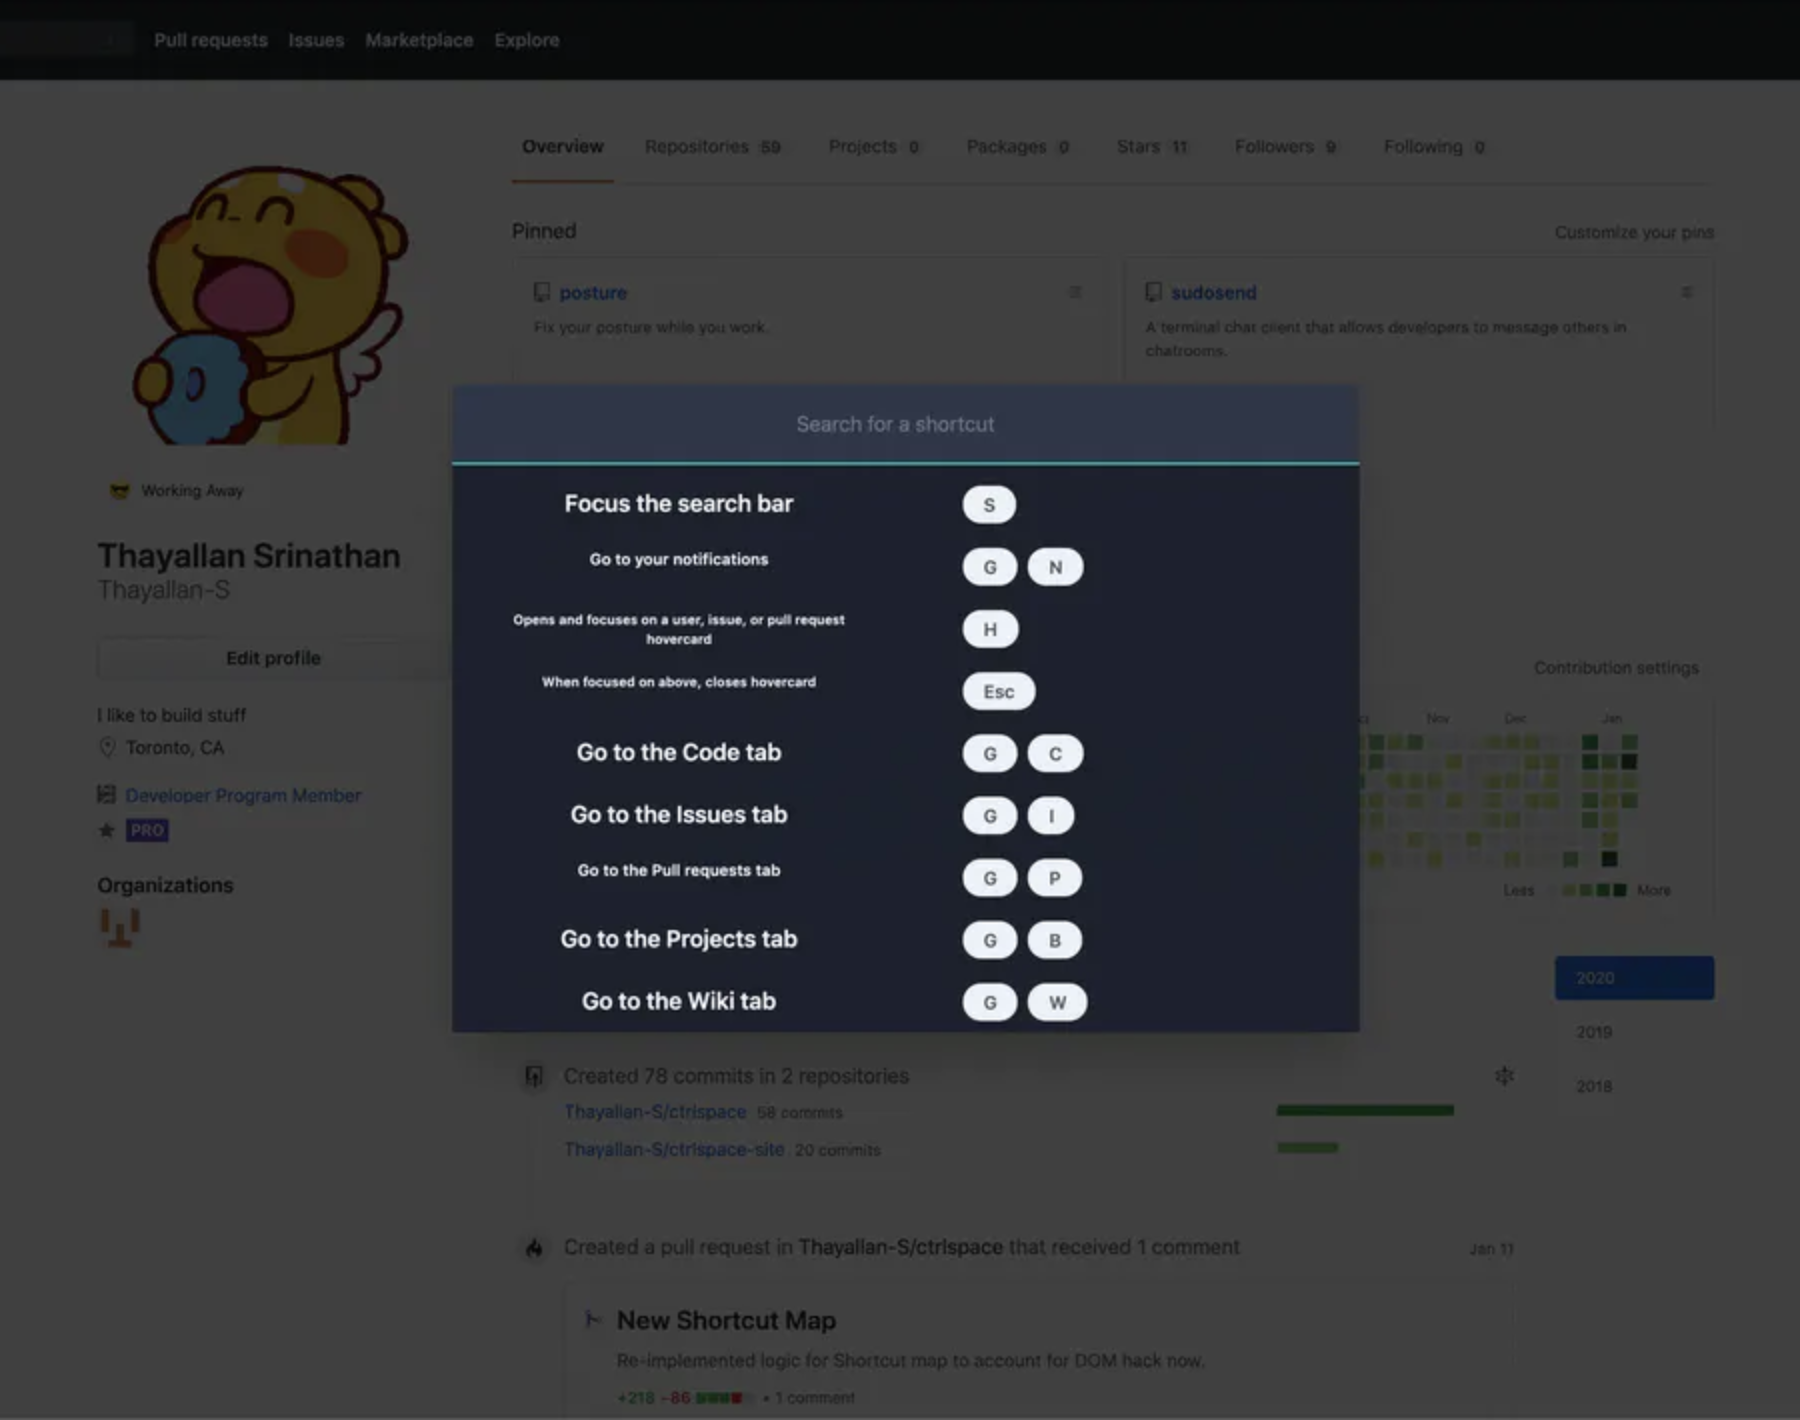 Pull requests Issues Marketplace Explore
Overview Repositories 59 Projects 0 Packages 0 Stars 11 Followers 9 Following 0
Pinned
Customize your pins
posture
Fix your posture while you work.
sudosend
A terminal chat client that allows developers to message others in
chatrooms.
Working Away
Thayallan Srinathan
Thayallan-S
Edit profile
I like to build stuff
Toronto, CA
Developer Program Member
PRO
Organizations
Search for a shortcut
Focus the search bar S
Go to your notifications G N
Opens and focuses on a user, issue, or pull request
hovercard H
When focused on above, closes hovercard Esc
Go to the Code tab G C
Go to the Issues tab G I
Go to the Pull requests tab G P
Go to the Projects tab G B
Go to the Wiki tab G W
Contribution settings
Nov Dec Jan
Less More
2020
2019
2018
Created 78 commits in 2 repositories
Thayallan-S/ctrlspace 58 commits
Thayallan-S/ctrlspace-site 20 commits
Created a pull request in Thayallan-S/ctrlspace that received 1 comment Jan 11
New Shortcut Map
Re-implemented logic for Shortcut map to account for DOM hack now.
+218 −86 • 1 comment